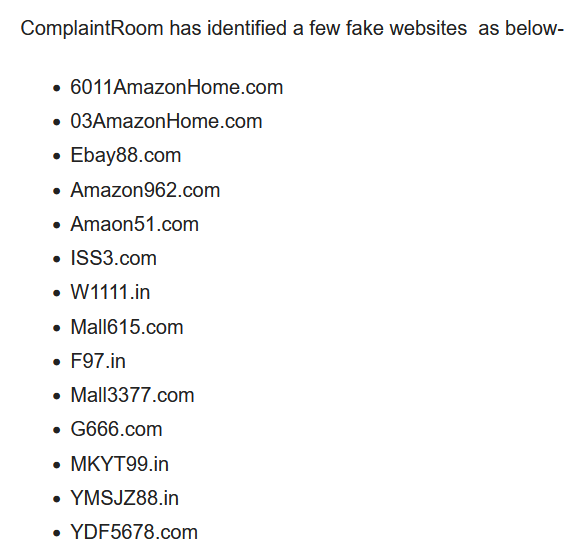 ComplaintRoom has identified a few fake websites  as below-
• 6011AmazonHome.com
• 03AmazonHome.com
• Ebay88.com
• Amazon962.com
• Amaon51.com
• ISS3.com
• W1111.in
• Mall615.com
• F97.in
• Mall3377.com
• G666.com
• MKYT99.in
• YMSJZ88.in
• YDF5678.com